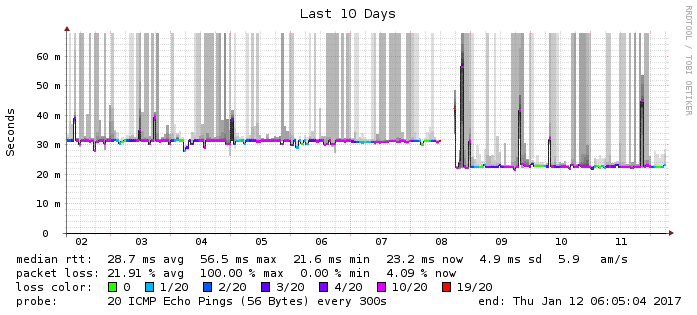 Last 10 Days
RRDTOOL / TOBI OETIKER
Seconds
60 m
50 m
40 m
30 m
20 m
10 m
0
02 03 04 05 06 07 08 09 10 11
median rtt: 28.7 ms avg 56.5 ms max 21.6 ms min 23.2 ms now 4.9 ms sd 5.9 am/s
packet loss: 21.91 % avg 100.00 % max 0.00 % min 4.09 % now
loss color: 0 1/20 2/20 3/20 4/20 10/20 19/20
probe: 20 ICMP Echo Pings (56 Bytes) every 300s end: Thu Jan 12 06:05:04 2017